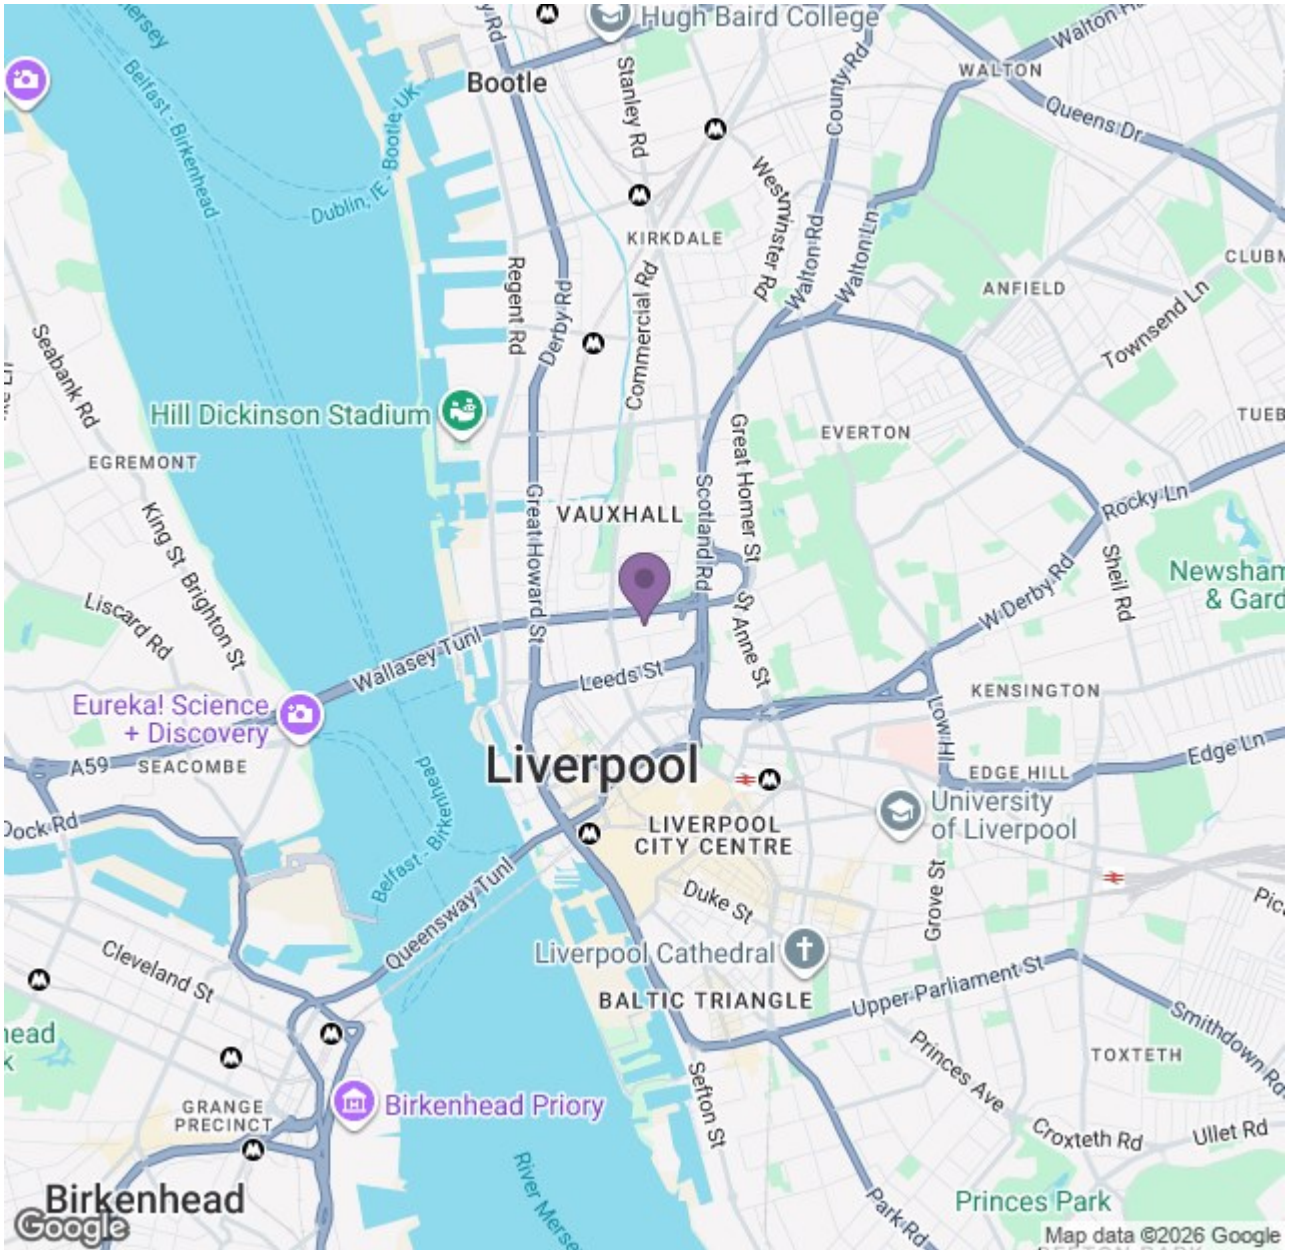 Hugh Baird College
Walton
WALTON
Queens Dr
Bootle
Stanley Rd
County Rd
Belfast - Birkenhead
Dublin, IE - Bootle-UK
Westminster Rd
Walton Rd
Walton Ln
KIRKDALE
Regent Rd
Derby Rd
Commercial Rd
ANFIELD
Townsend Ln
Seabank Rd
Hill Dickinson Stadium
EGREMONT
EVERTON
Great Homer St
Scotland Rd
Rocky Ln
King St
Great Howard St
VAUXHALL
Sheil Rd
Newsham
& Gard
Brighton St
Liscard Rd
W Derby Rd
St Anne St
Wallasey Tunl
Leeds St
KENSINGTON
Low Hl
Eureka! Science
+ Discovery
A59
SEACOMBE
Liverpool
Edge Ln
EDGE HILL
Dock Rd
University
of Liverpool
LIVERPOOL
CITY CENTRE
Belfast - Birkenhead
Queensway Tunl
Duke St
Grove St
Liverpool Cathedral
Cleveland St
BALTIC TRIANGLE
Upper Parliament St
Smithdown Rd
TOXTETH
Princes Ave
Sefton St
Birkenhead Priory
GRANGE
PRECINCT
Croxteth Rd
Ullet Rd
River Mersey
Birkenhead
Princes Park
Park Rd
Google
Map data ©2026 Google